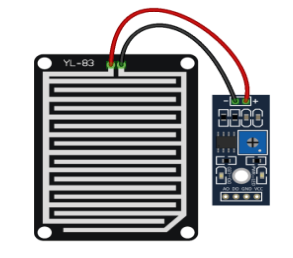 YL-83
- +
AO DO GND VCC